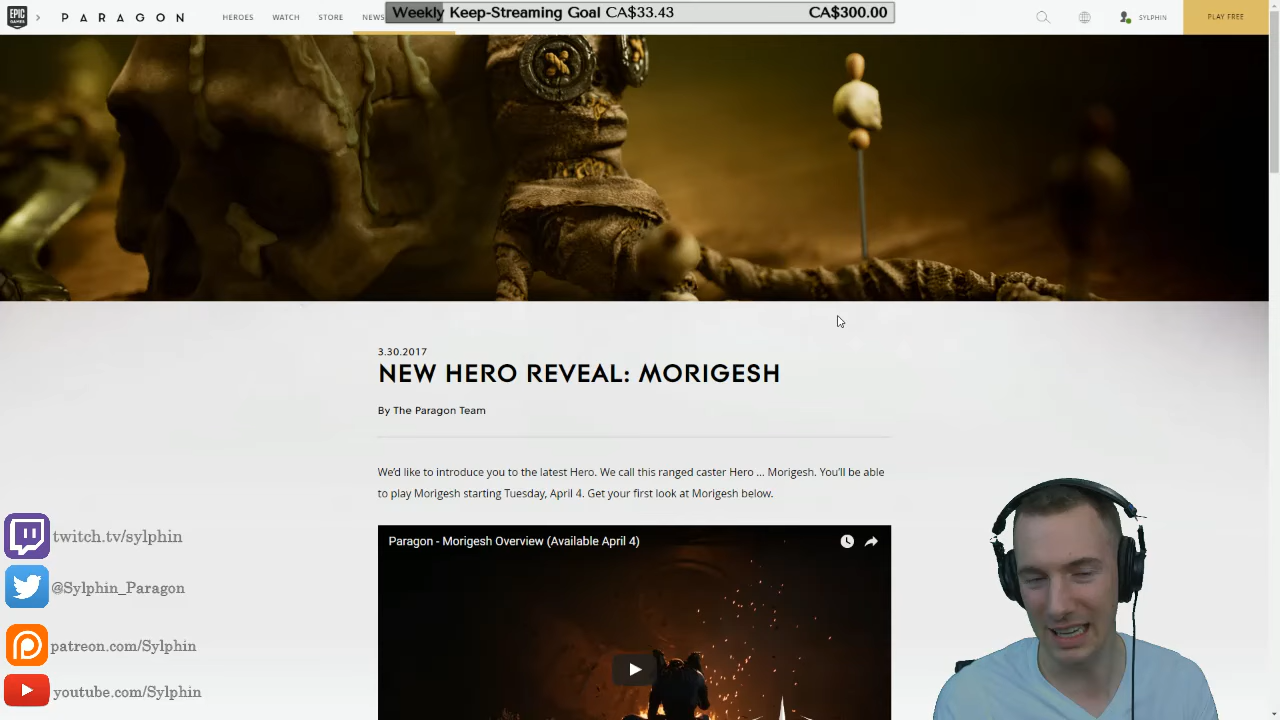 EPIC GAMES
PARAGON
HEROES WATCH STORE NEWS
Weekly Keep-Streaming Goal CA$33.43 CA$300.00
SYLPHIN
PLAY FREE
3.30.2017
NEW HERO REVEAL: MORIGESH
By The Paragon Team
We'd like to introduce you to the latest Hero. We call this ranged caster Hero ... Morigesh. You'll be able
to play Morigesh starting Tuesday, April 4. Get your first look at Morigesh below.
Paragon - Morigesh Overview (Available April 4)
twitch.tv/sylphin
@Sylphin_Paragon
patreon.com/Sylphin
youtube.com/Sylphin